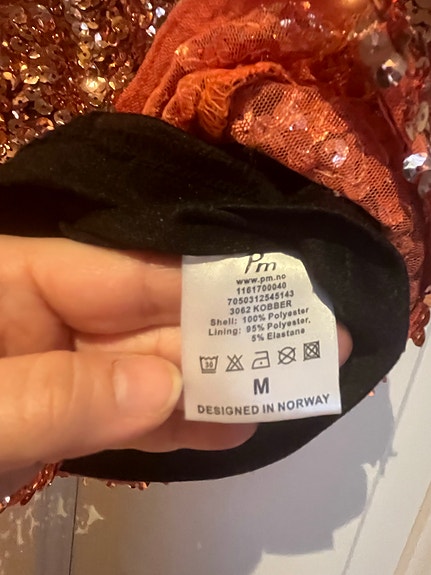 Pm
www.pm.no
1161700040
7050312545143
3062 KOBBER
Shell: 100% Polyester
Lining: 95% Polyester,
5% Elastane
30
M
DESIGNED IN NORWAY